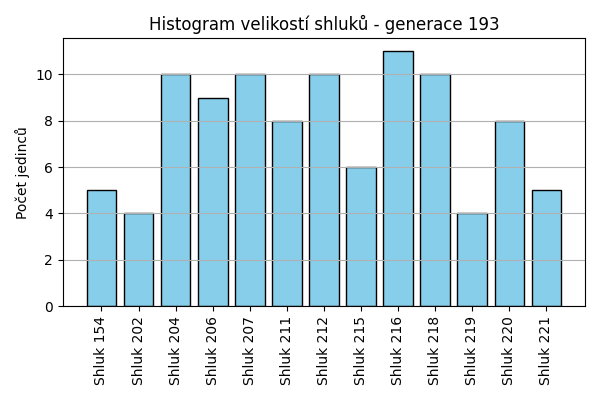 Histogram velikostí shluků - generace 193
Počet jedinců
10
8
6
4
2
0
Shluk 154
Shluk 202
Shluk 204
Shluk 206
Shluk 207
Shluk 211
Shluk 212
Shluk 215
Shluk 216
Shluk 218
Shluk 219
Shluk 220
Shluk 221